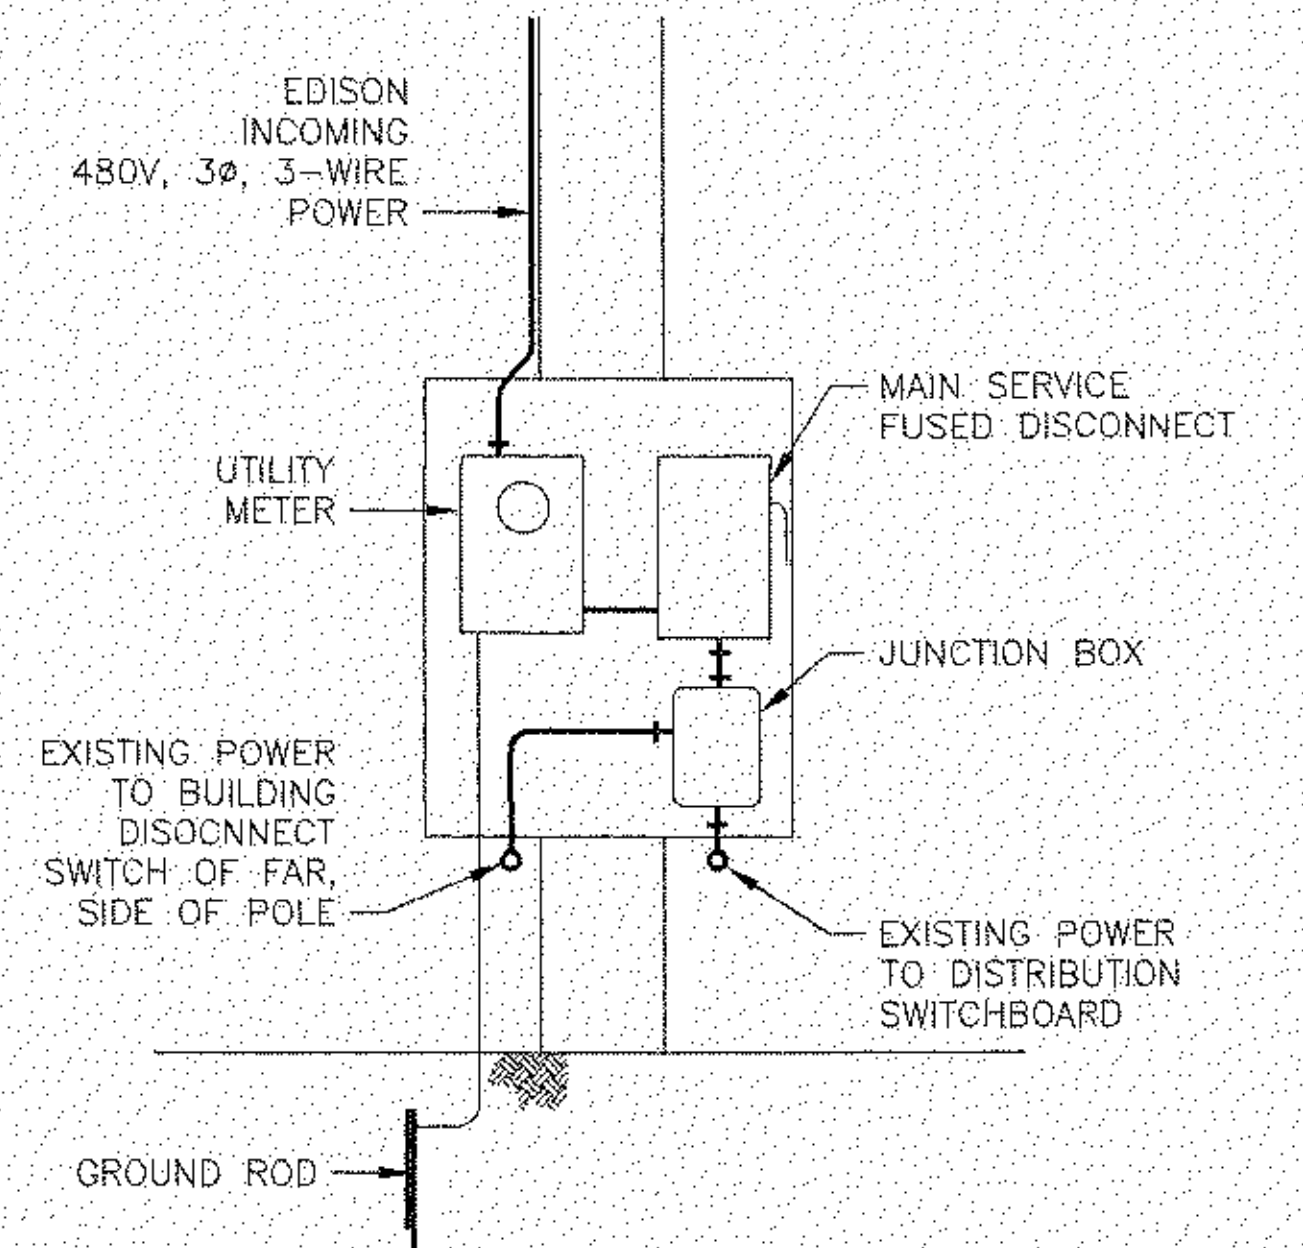 EDISON
INCOMING
480V, 3ø, 3-WIRE
POWER
MAIN SERVICE
FUSED DISCONNECT
UTILITY
METER
JUNCTION BOX
EXISTING POWER
TO BUILDING
DISOCNNECT
SWITCH OF FAR,
SIDE OF POLE
EXISTING POWER
TO DISTRIBUTION
SWITCHBOARD
GROUND ROD